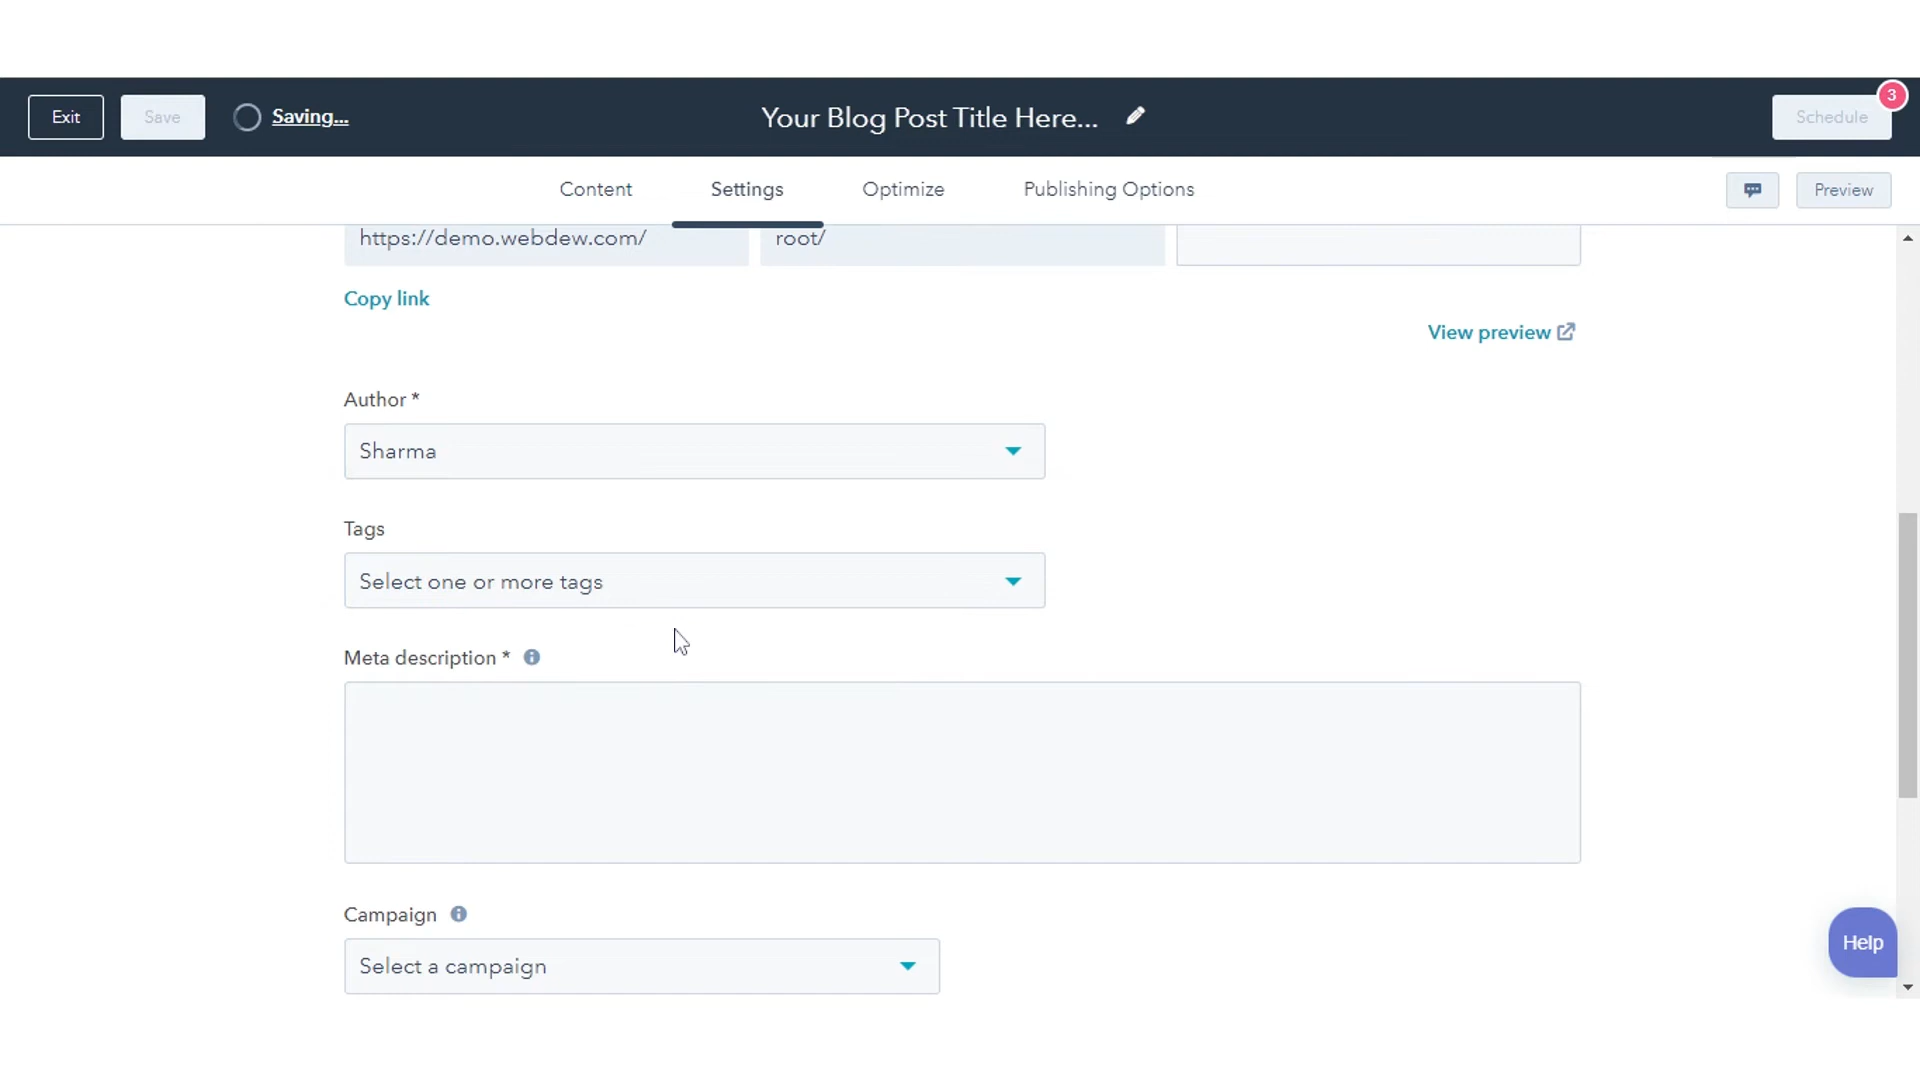 Exit
Save
Saving...
Your Blog Post Title Here...
3
Schedule
Content
Settings
Optimize
Publishing Options
Preview
https://demo.webdew.com/
root/
Copy link
View preview
Author *
Sharma
Tags
Select one or more tags
Meta description *
Campaign
Select a campaign
Help